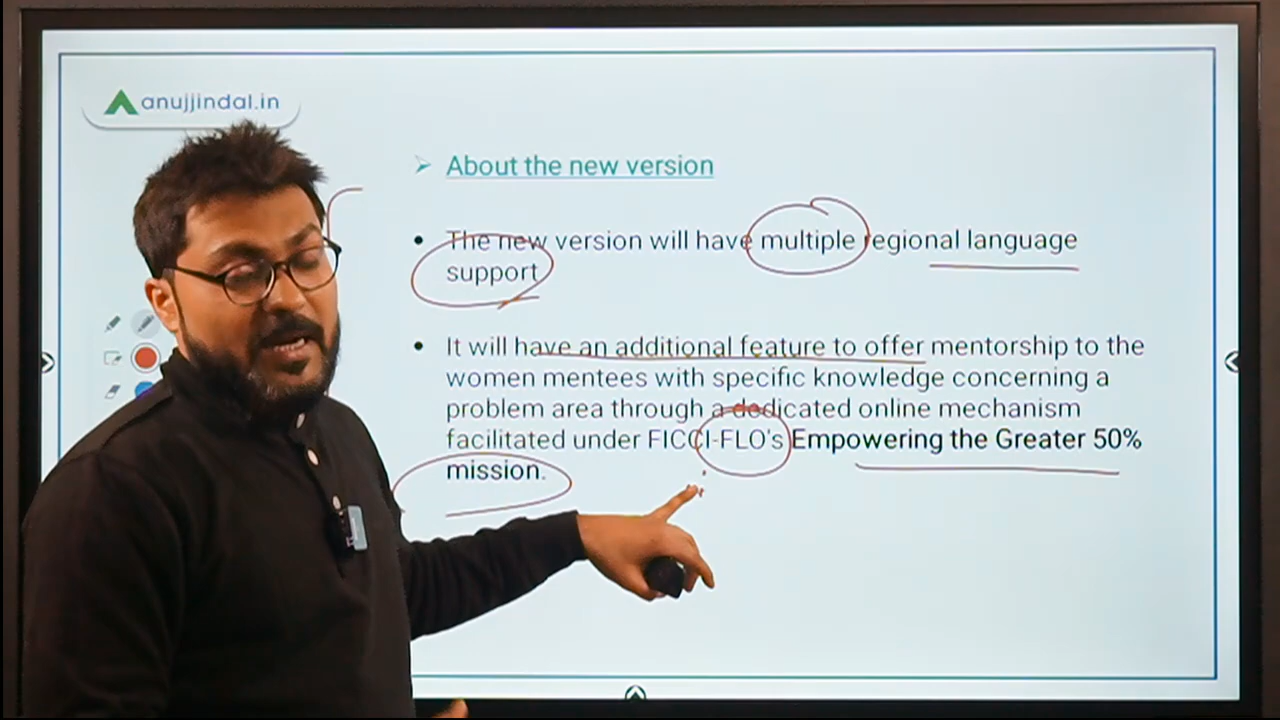 anujjindal.in
About the new version
The new version will have multiple regional language
support
It will have an additional feature to offer mentorship to the
women mentees with specific knowledge concerning a
problem area through a dedicated online mechanism
facilitated under FICCI-FLO's Empowering the Greater 50%
mission.